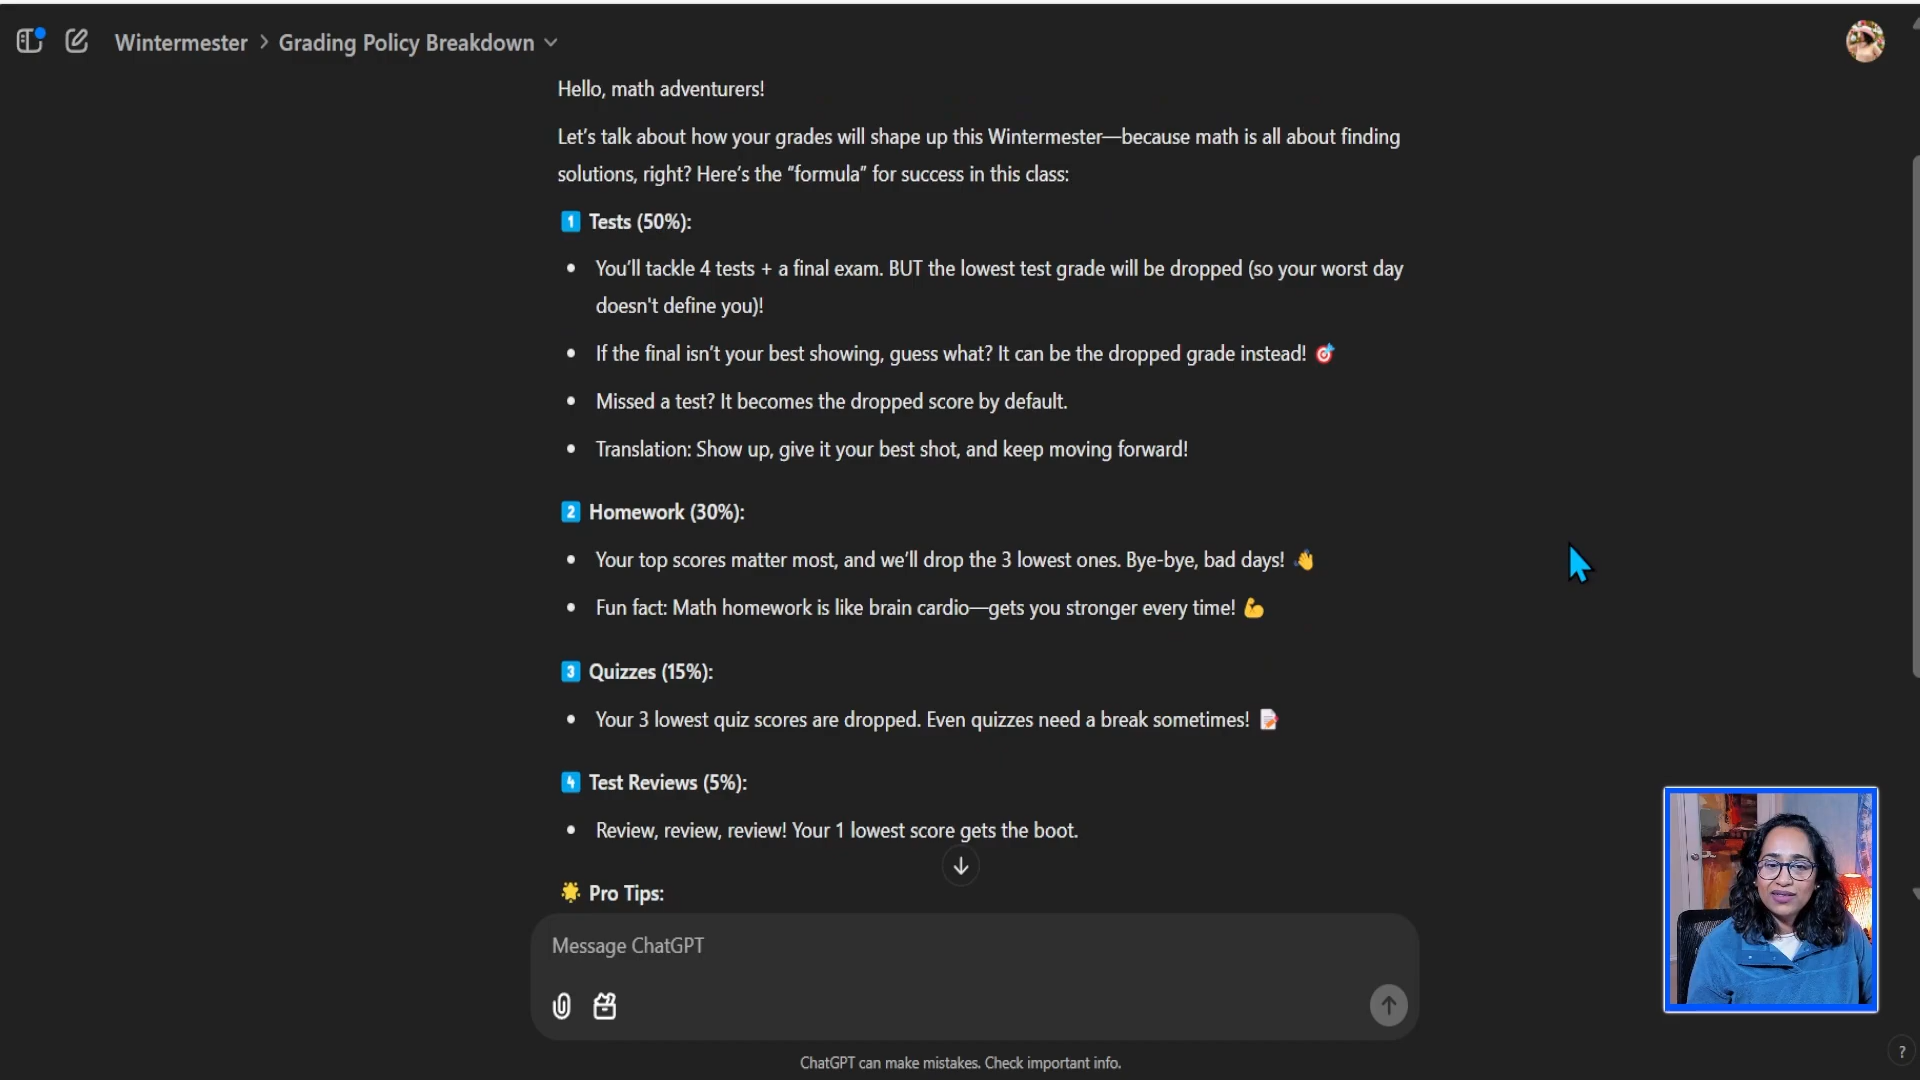 Wintermester > Grading Policy Breakdown
Hello, math adventurers!
Let's talk about how your grades will shape up this Wintermester—because math is all about finding
solutions, right? Here's the “formula” for success in this class:
1 Tests (50%):
• You'll tackle 4 tests + a final exam. BUT the lowest test grade will be dropped (so your worst day
doesn't define you)!
• If the final isn't your best showing, guess what? It can be the dropped grade instead! 🎯
• Missed a test? It becomes the dropped score by default.
• Translation: Show up, give it your best shot, and keep moving forward!
2 Homework (30%):
• Your top scores matter most, and we'll drop the 3 lowest ones. Bye-bye, bad days! 👋
• Fun fact: Math homework is like brain cardio—gets you stronger every time! 💪
3 Quizzes (15%):
• Your 3 lowest quiz scores are dropped. Even quizzes need a break sometimes! 📝
4 Test Reviews (5%):
• Review, review, review! Your 1 lowest score gets the boot.
🌟 Pro Tips:
Message ChatGPT
ChatGPT can make mistakes. Check important info.
?